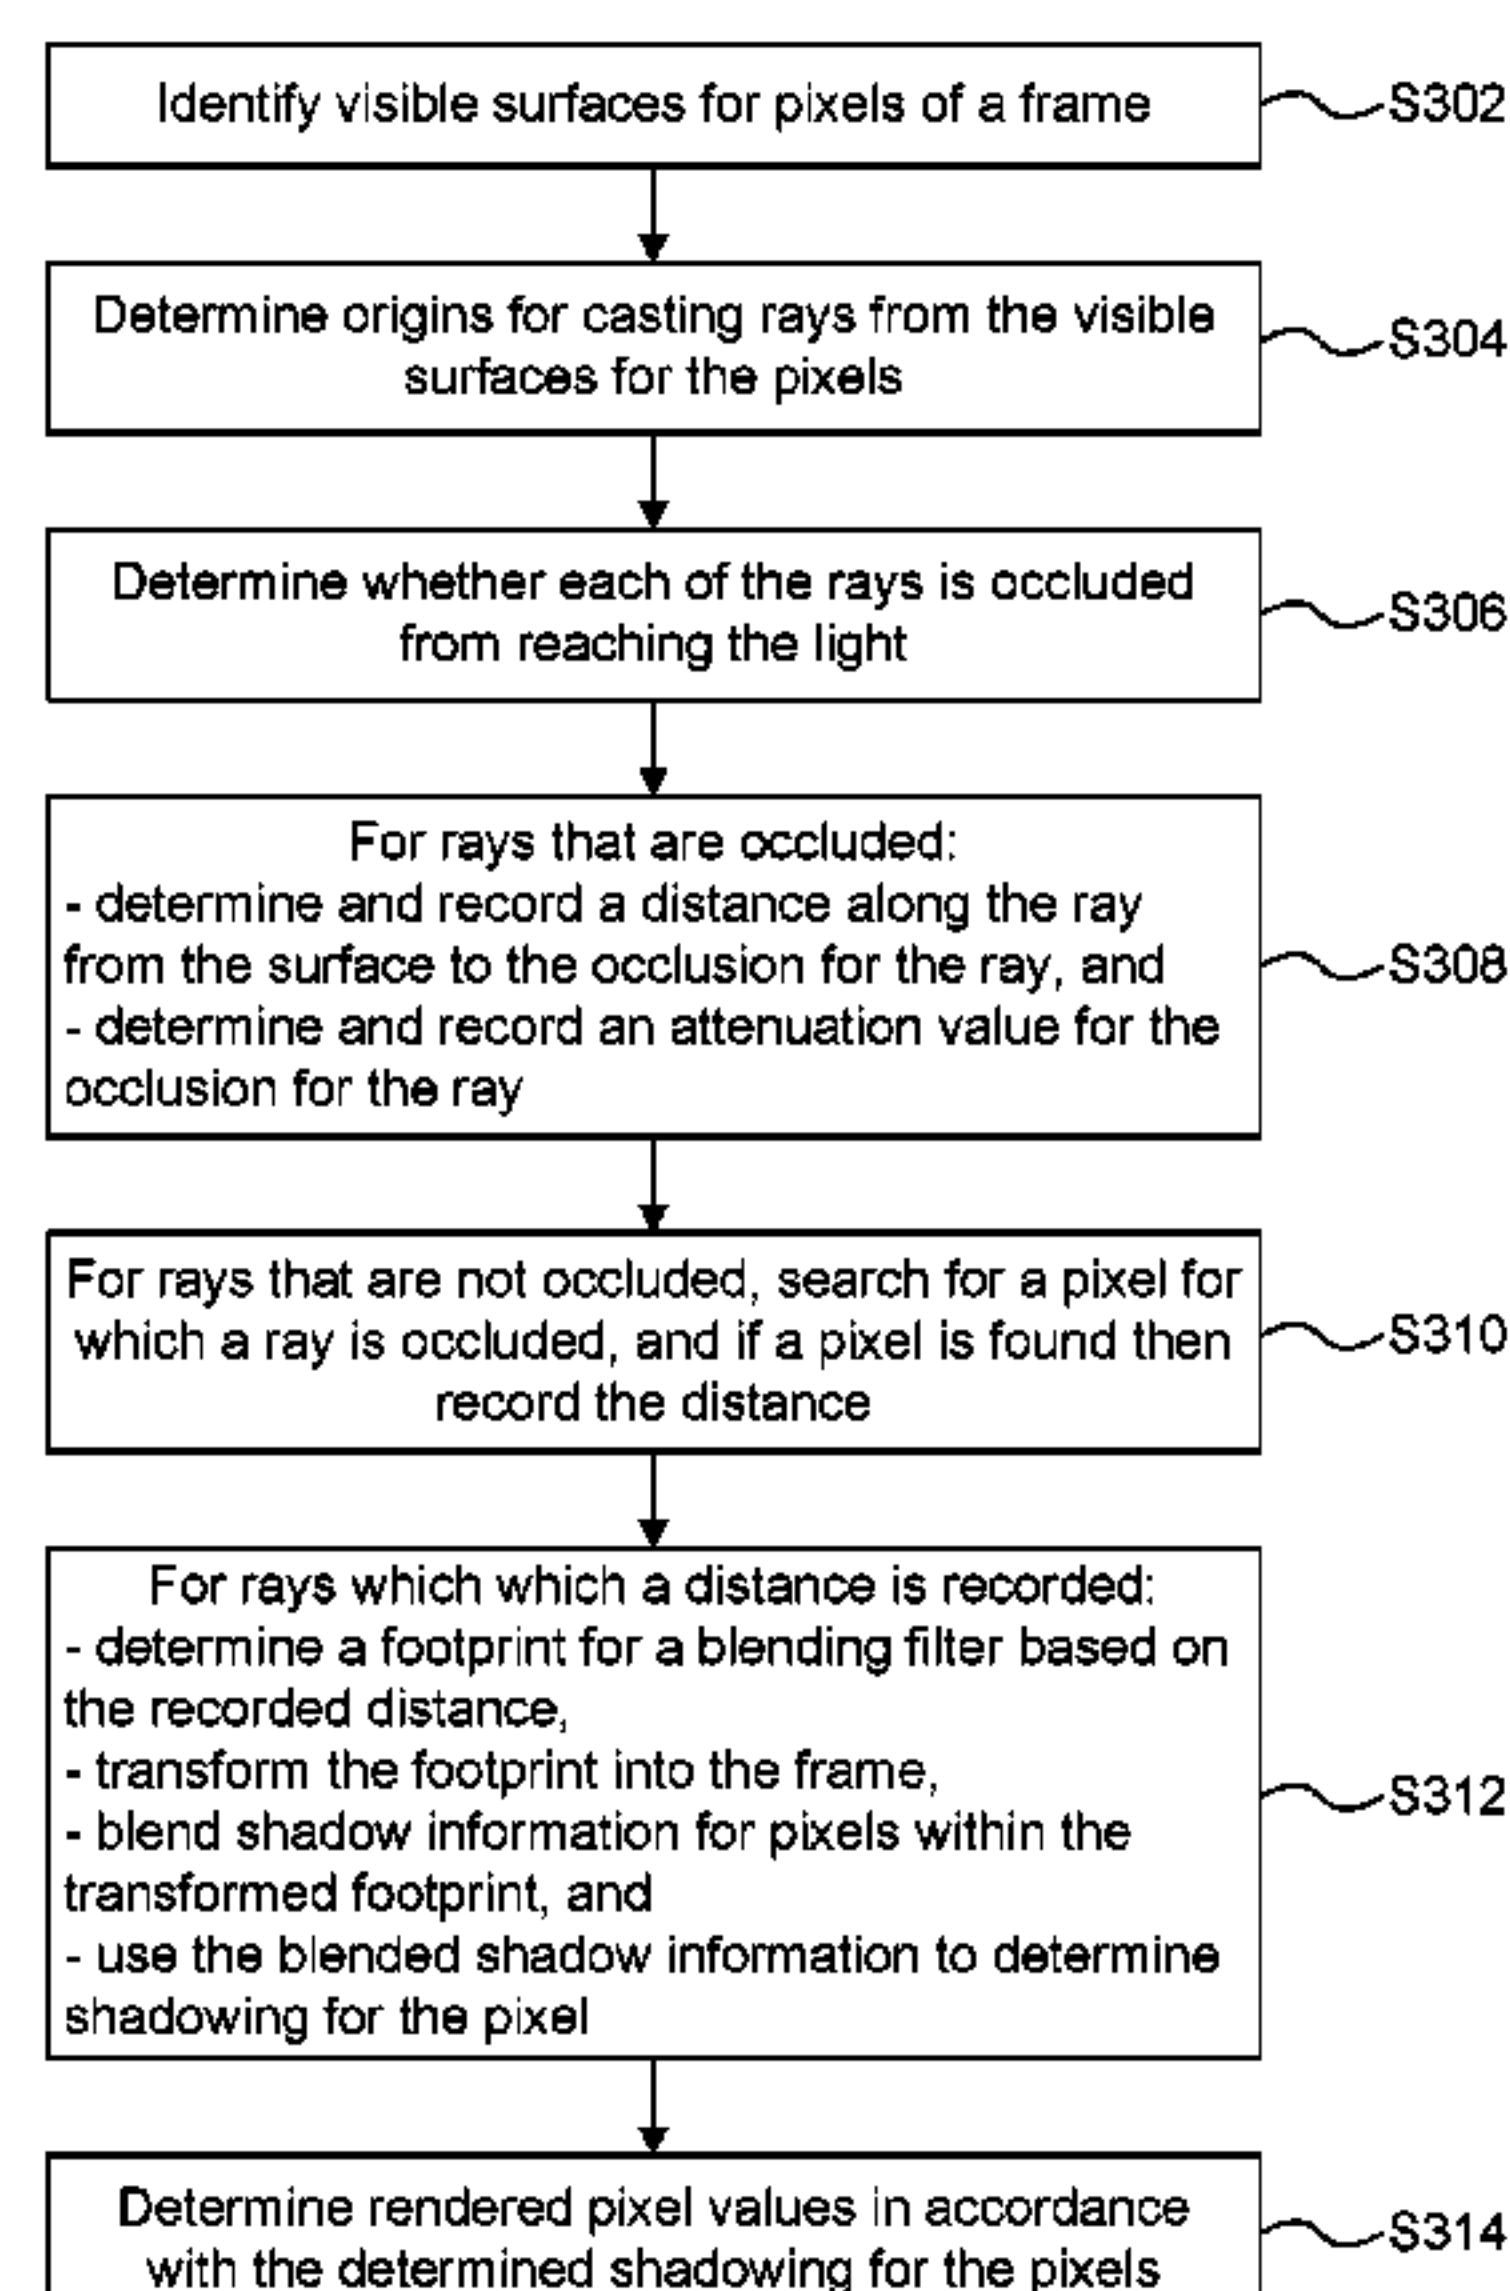 Identify visible surfaces for pixels of a frame
S302
Determine origins for casting rays from the visible
surfaces for the pixels
S304
Determine whether each of the rays is occluded
from reaching the light
S306
For rays that are occluded:
- determine and record a distance along the ray
from the surface to the occlusion for the ray, and
- determine and record an attenuation value for the
occlusion for the ray
S308
For rays that are not occluded, search for a pixel for
which a ray is occluded, and if a pixel is found then
record the distance
S310
For rays which which a distance is recorded:
- determine a footprint for a blending filter based on
the recorded distance,
- transform the footprint into the frame,
- blend shadow information for pixels within the
transformed footprint, and
- use the blended shadow information to determine
shadowing for the pixel
S312
Determine rendered pixel values in accordance
with the determined shadowing for the pixels
S314